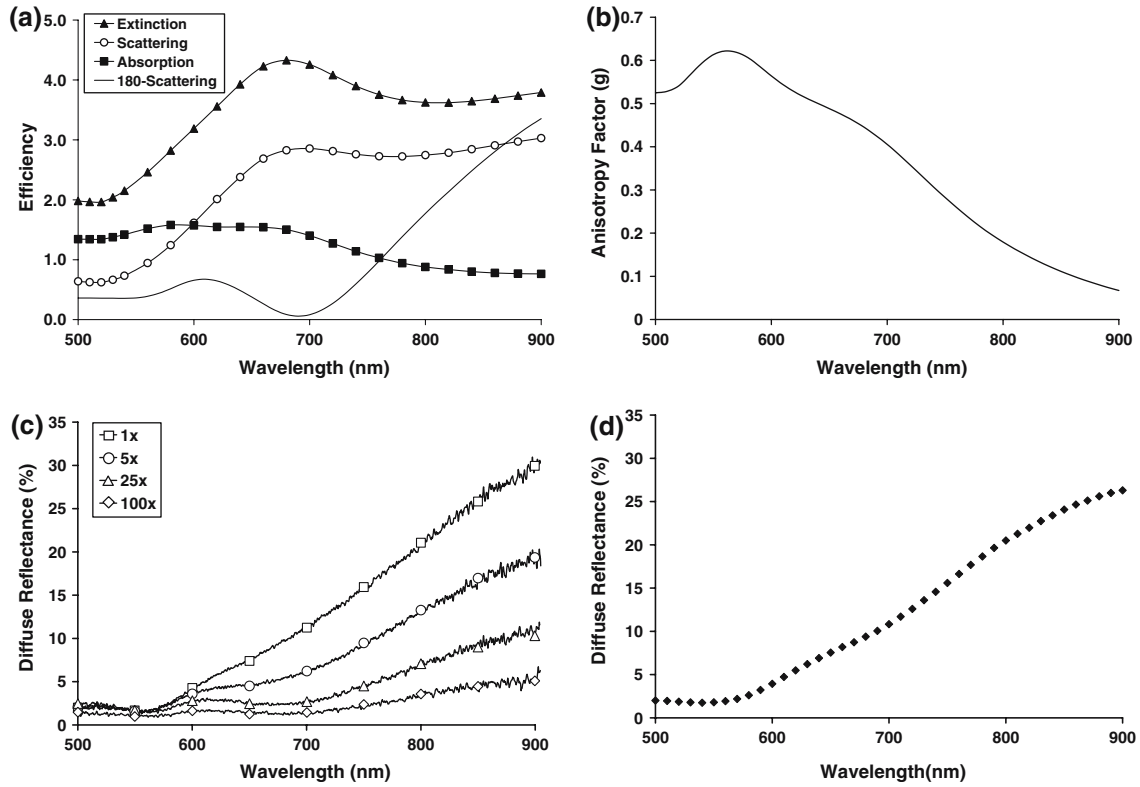 (a)
5.0
4.0
3.0
2.0
1.0
0.0
Efficiency
Extinction
Scattering
Absorption
180-Scattering
500 600 700 800 900
Wavelength (nm)
(b)
0.7
0.6
0.5
0.4
0.3
0.2
0.1
0
Anisotropy Factor (g)
500 600 700 800 900
Wavelength (nm)
(c)
35
30
25
20
15
10
5
0
Diffuse Reflectance (%)
1x
5x
25x
100x
500 600 700 800 900
Wavelength (nm)
(d)
35
30
25
20
15
10
5
0
Diffuse Reflectance (%)
500 600 700 800 900
Wavelength(nm)